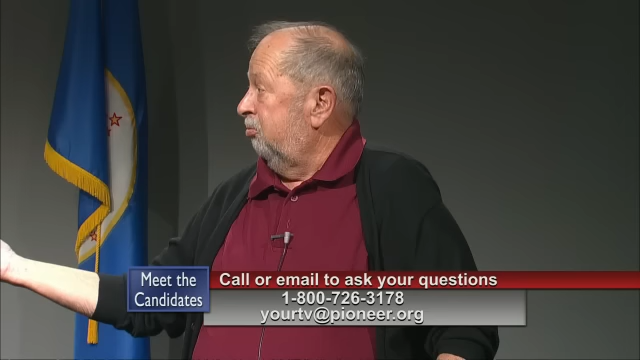 Meet the
Candidates
Call or email to ask your questions
1-800-726-3178
yourtv@pioneer.org